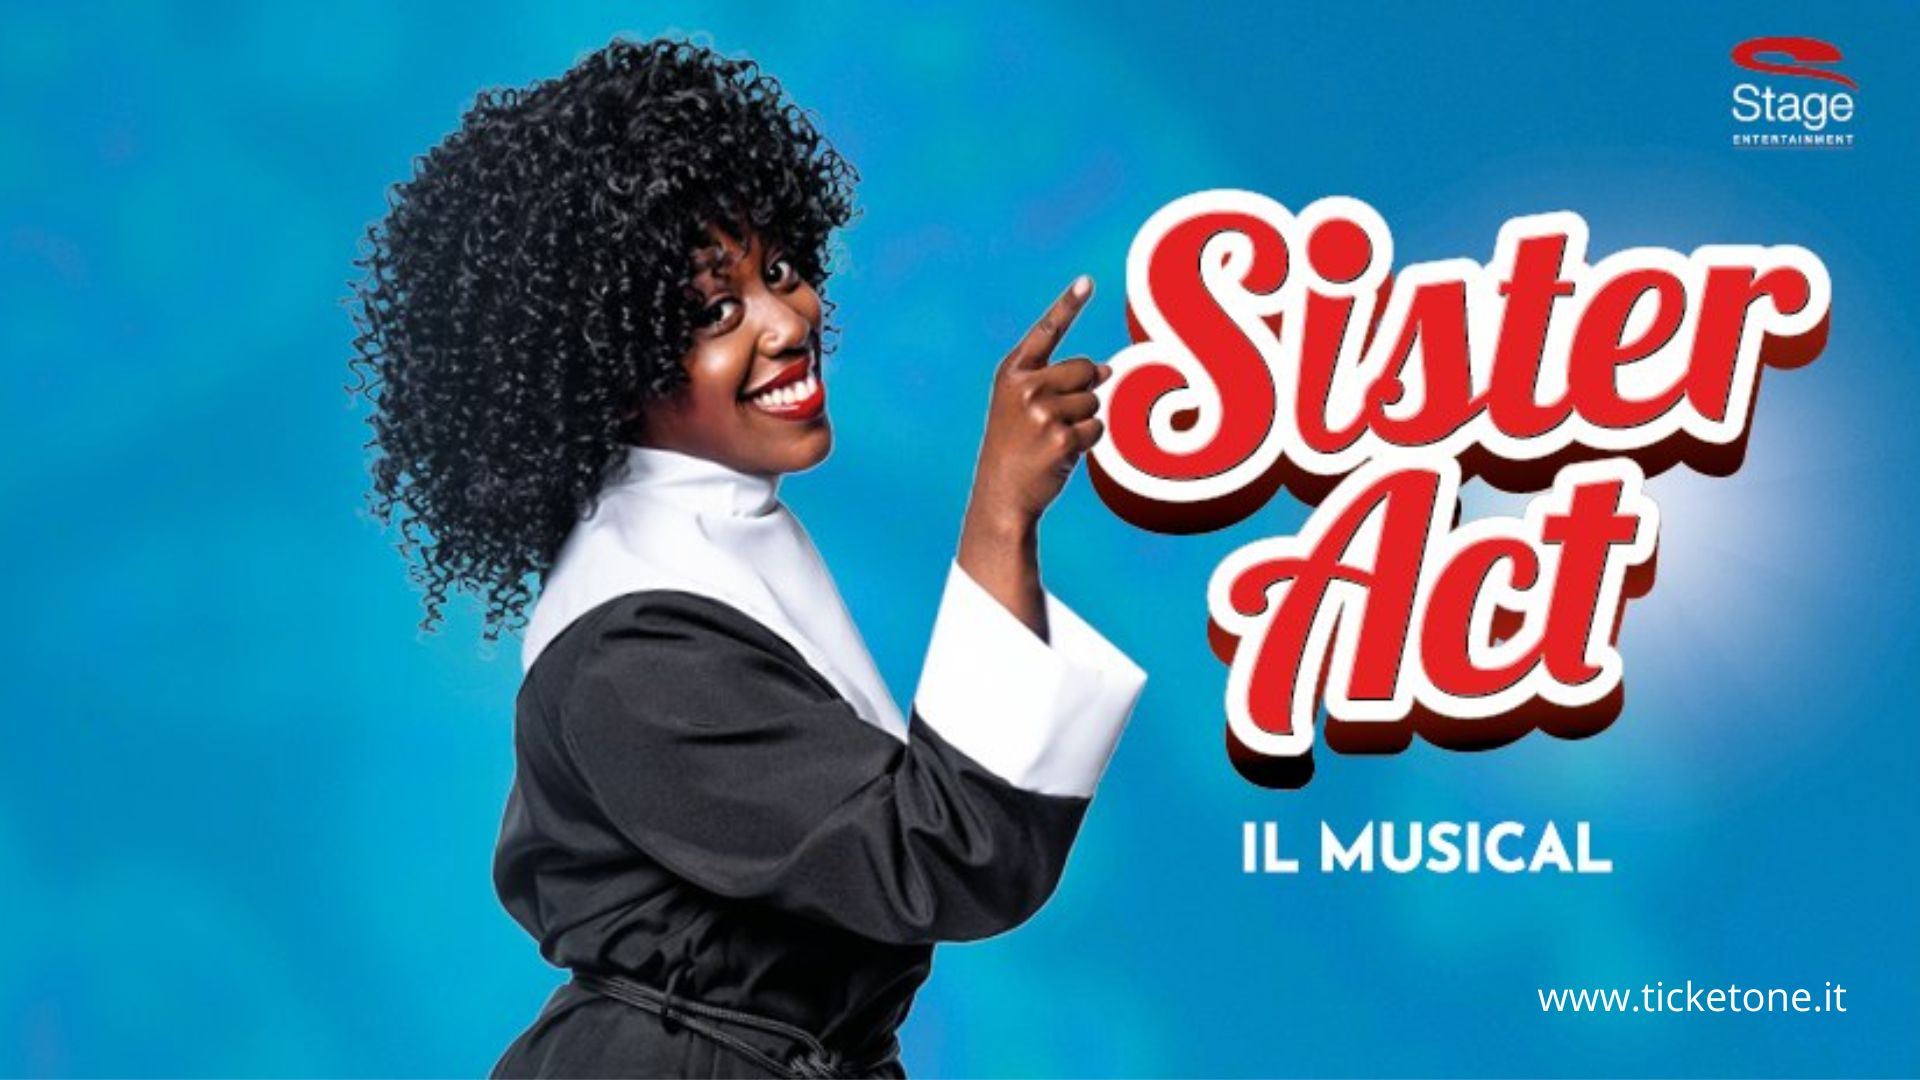 Stage
ENTERTAINMENT
Sister
Act
IL MUSICAL
www.ticketone.it